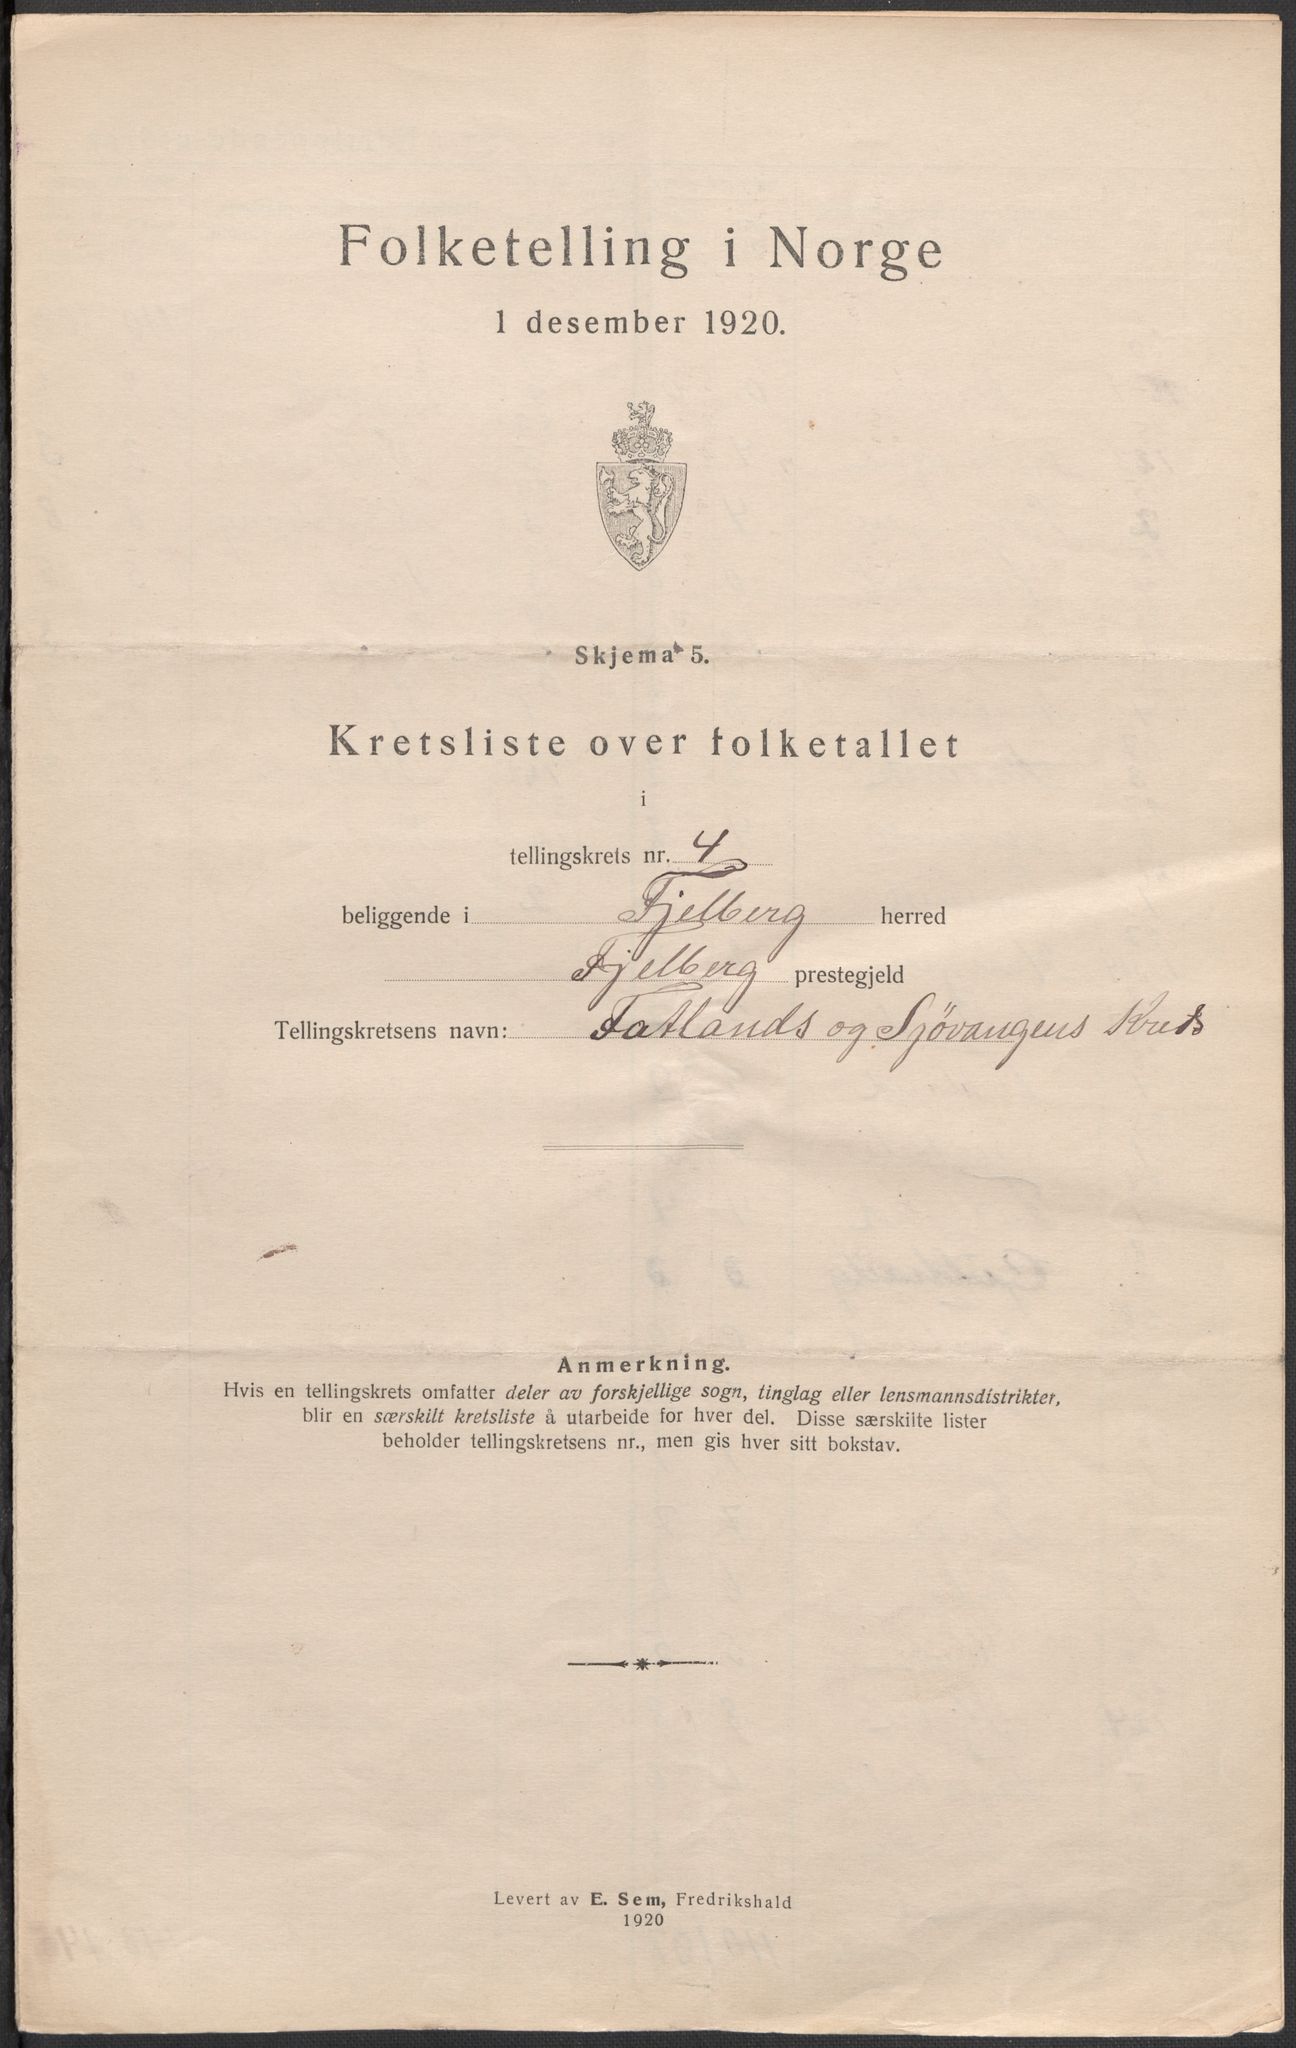 Folketelling i Norge
1 desember 1920.
Skjema 5.
Kretsliste over folketallet
i
tellingskrets nr. 4
beliggende i Fjelberg herred
Fjelberg prestegjeld
Tellingskretsens navn: Fatlands og Sjövangens Krets
Anmerkning.
Hvis en tellingskrets omfatter deler av forskjellige sogn, tinglag eller lensmannsdistrikter,
blir en særskilt kretsliste å utarbeide for hver del. Disse særskilte lister
beholder tellingskretsens nr., men gis hver sitt bokstav.
Levert av E. Sem, Fredrikshald
1920